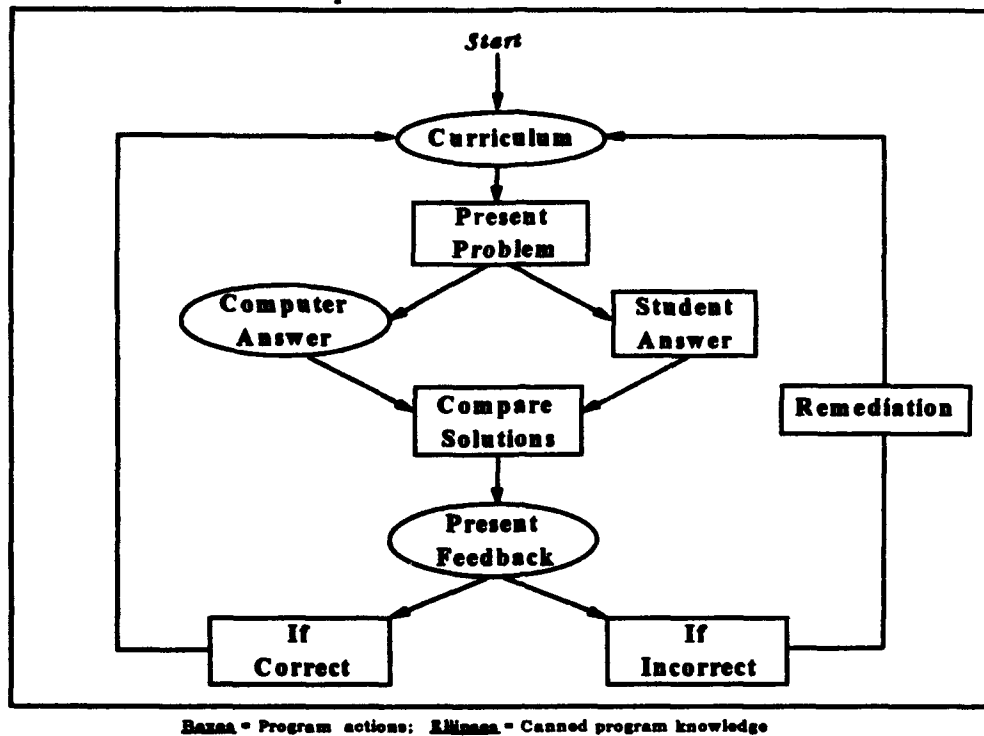 Start
Curriculum
Present
Problem
Computer
Answer
Student
Answer
Compare
Solutions
Remediation
Present
Feedback
If
Correct
If
Incorrect
Boxes = Program actions; Ellipses = Canned program knowledge